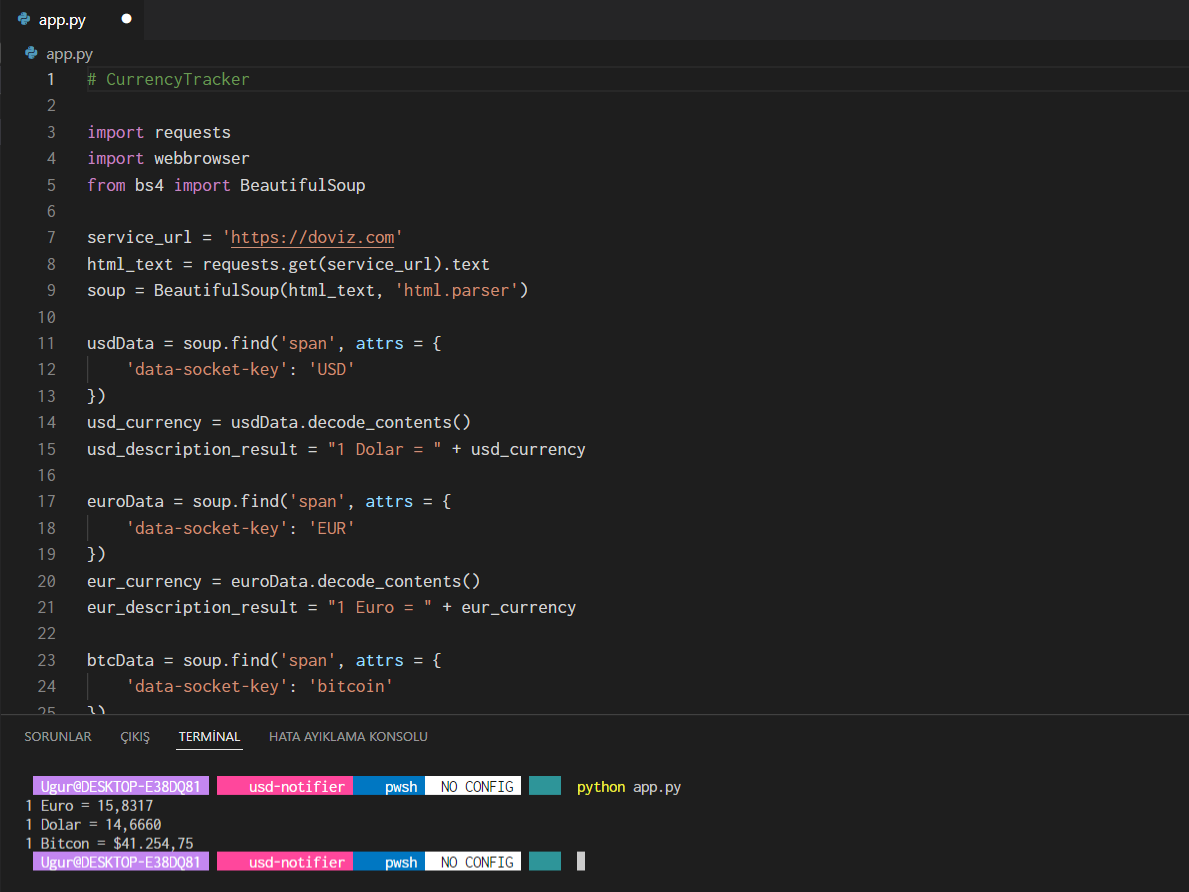 app.py
app.py
1 # CurrencyTracker
2
3 import requests
4 import webbrowser
5 from bs4 import BeautifulSoup
6
7 service_url = 'https://doviz.com'
8 html_text = requests.get(service_url).text
9 soup = BeautifulSoup(html_text, 'html.parser')
10
11 usdData = soup.find('span', attrs = {
12 'data-socket-key': 'USD'
13 })
14 usd_currency = usdData.decode_contents()
15 usd_description_result = "1 Dolar = " + usd_currency
16
17 euroData = soup.find('span', attrs = {
18 'data-socket-key': 'EUR'
19 })
20 eur_currency = euroData.decode_contents()
21 eur_description_result = "1 Euro = " + eur_currency
22
23 btcData = soup.find('span', attrs = {
24 'data-socket-key': 'bitcoin'
25 })
SORUNLAR ÇIKIŞ TERMİNAL HATA AYIKLAMA KONSOLU
Ugur@DESKTOP-E38DQ81 usd-notifier pwsh NO CONFIG python app.py
1 Euro = 15,8317
1 Dolar = 14,6660
1 Bitcon = $41.254,75
Ugur@DESKTOP-E38DQ81 usd-notifier pwsh NO CONFIG